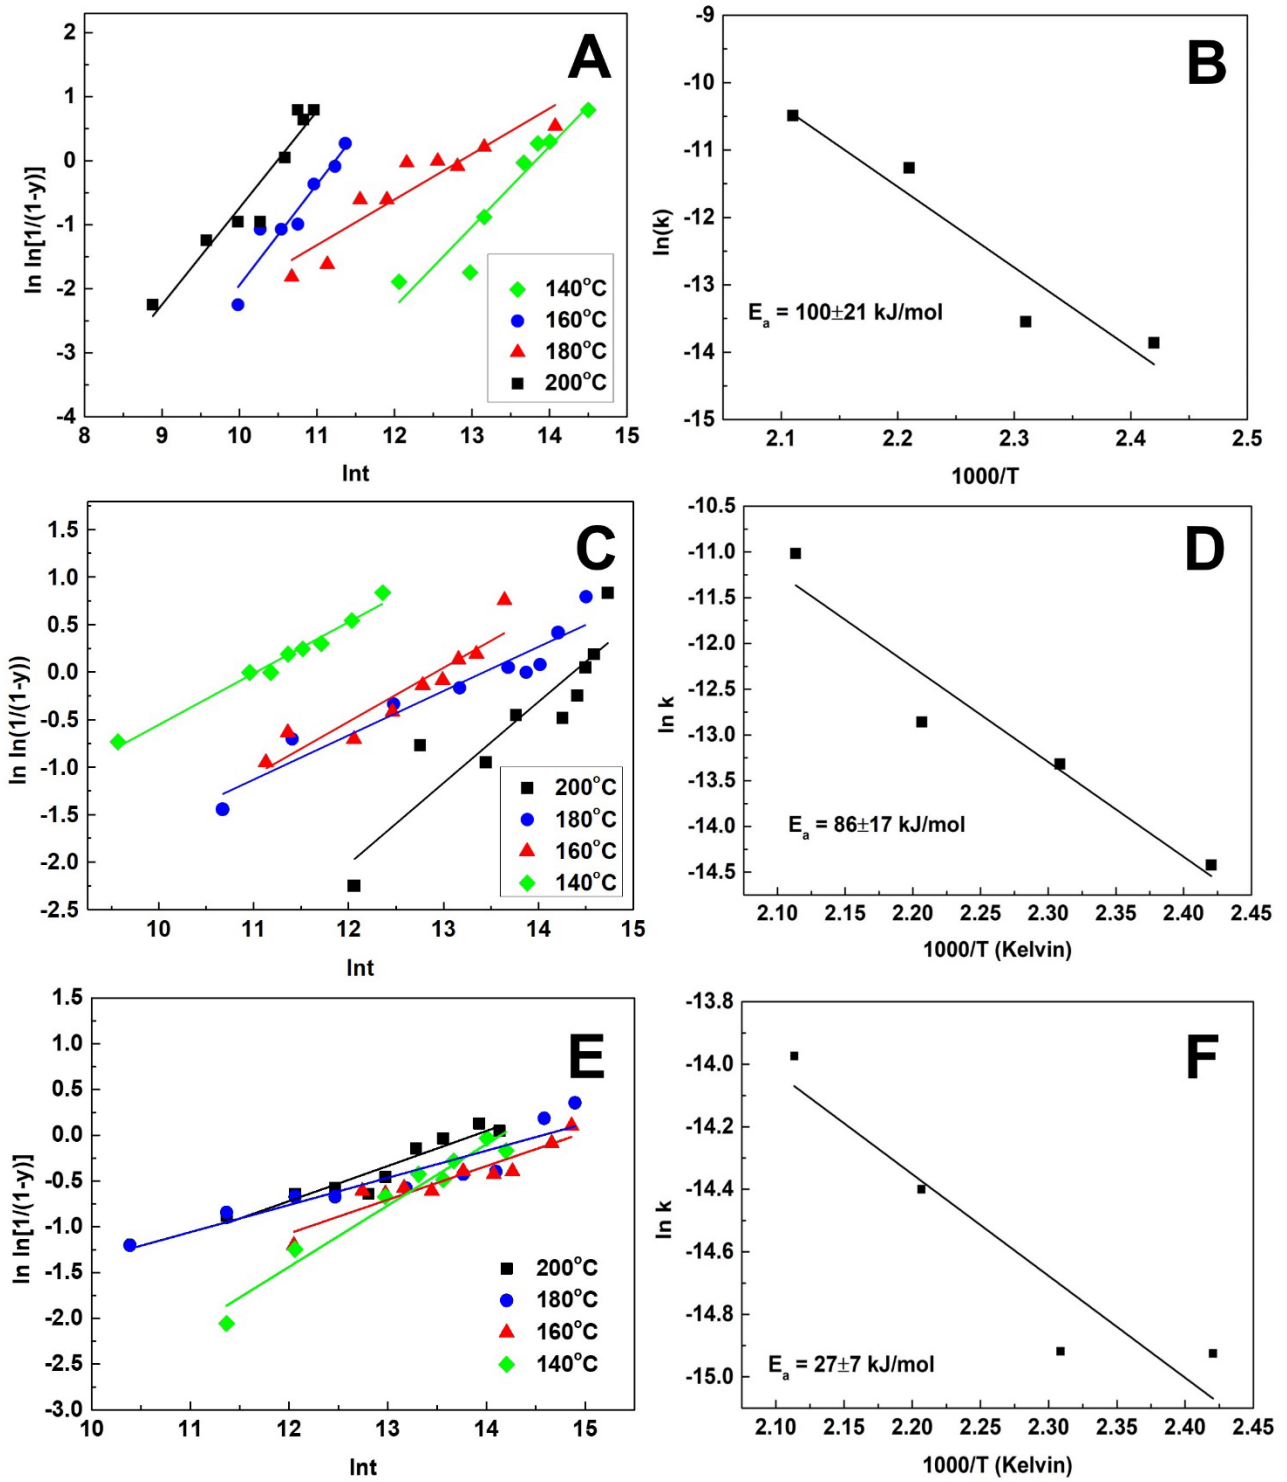 A
ln ln[1/(1-y)]
2
1
0
-1
-2
-3
-4
8
9
10
11
12
13
14
15
lnt
140°C
160°C
180°C
200°C
B
ln(k)
-9
-10
-11
-12
-13
-14
-15
2.1
2.2
2.3
2.4
2.5
1000/T
Ea = 100±21 kJ/mol
C
ln ln(1/(1-y))
1.5
1.0
0.5
0.0
-0.5
-1.0
-1.5
-2.0
-2.5
10
11
12
13
14
15
lnt
200°C
180°C
160°C
140°C
D
ln k
-10.5
-11.0
-11.5
-12.0
-12.5
-13.0
-13.5
-14.0
-14.5
2.10
2.15
2.20
2.25
2.30
2.35
2.40
2.45
1000/T (Kelvin)
Ea = 86±17 kJ/mol
E
ln ln[1/(1-y)]
1.5
1.0
0.5
0.0
-0.5
-1.0
-1.5
-2.0
-2.5
-3.0
10
11
12
13
14
15
lnt
200°C
180°C
160°C
140°C
F
ln k
-13.8
-14.0
-14.2
-14.4
-14.6
-14.8
-15.0
2.10
2.15
2.20
2.25
2.30
2.35
2.40
2.45
1000/T (Kelvin)
Ea = 27±7 kJ/mol